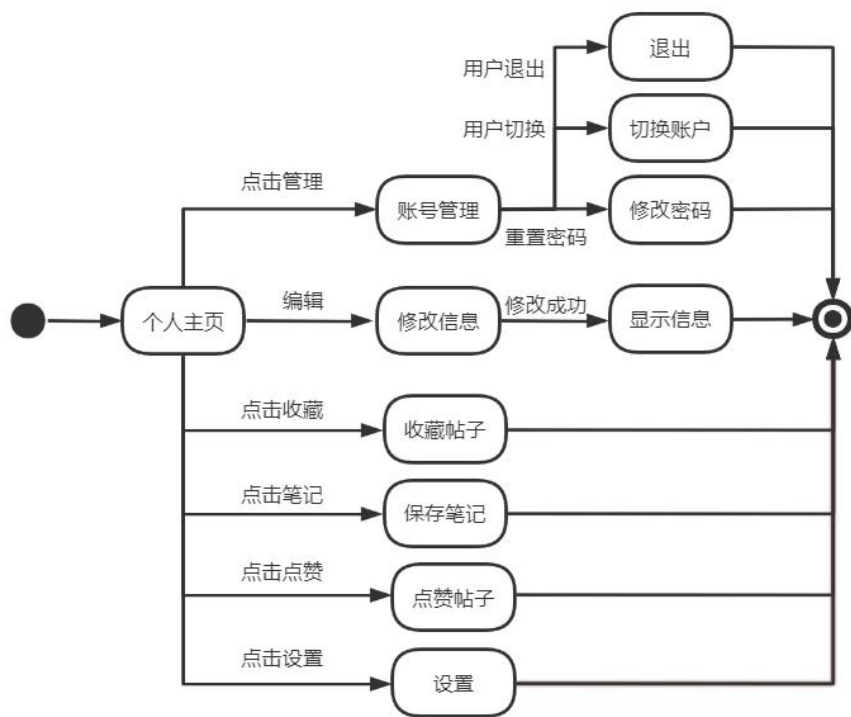 退出
用户退出
用户切换
切换账户
点击管理
账号管理
修改密码
重置密码
个人主页
编辑
修改信息
修改成功
显示信息
点击收藏
收藏帖子
点击笔记
保存笔记
点击点赞
点赞帖子
点击设置
设置